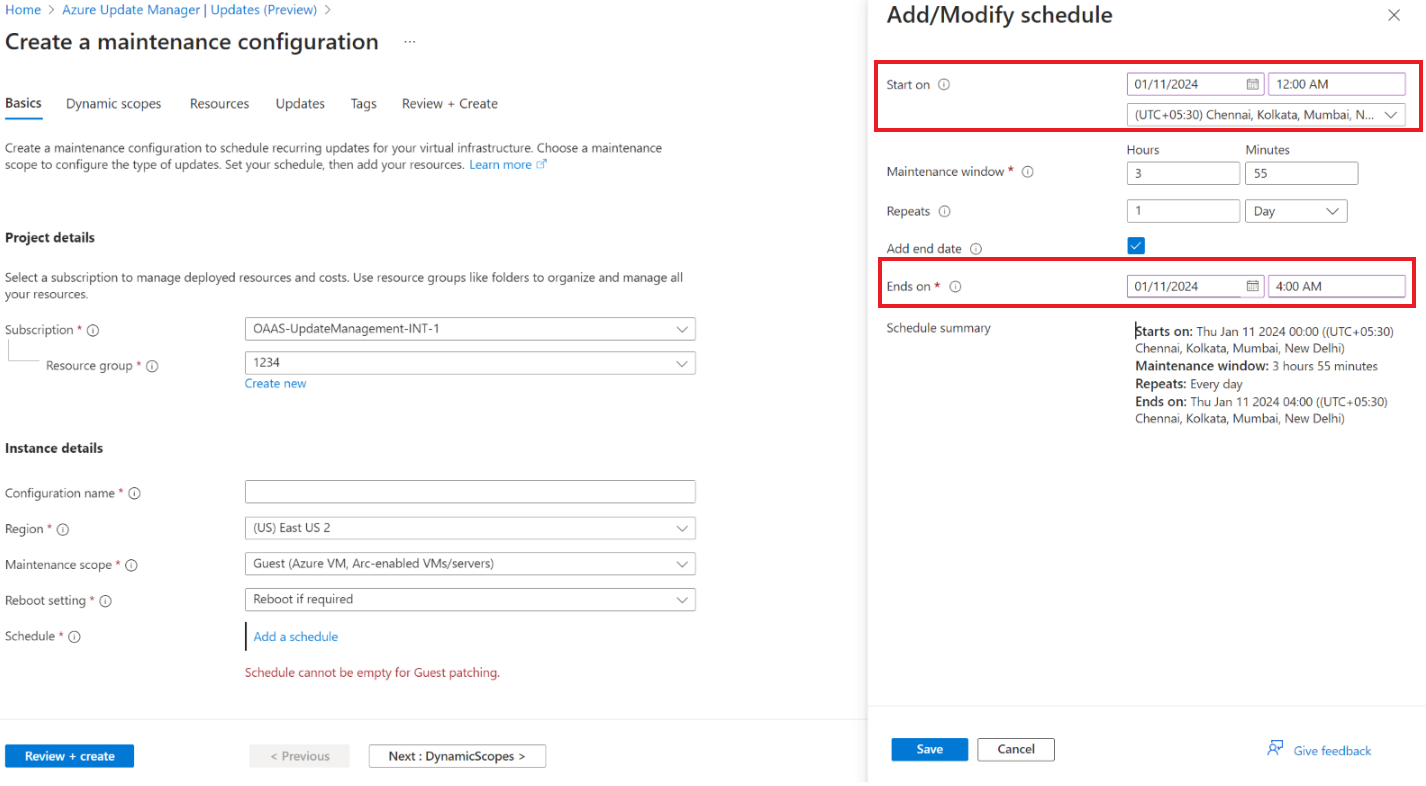 Home > Azure Update Manager | Updates (Preview) >
Create a maintenance configuration ...
Basics Dynamic scopes Resources Updates Tags Review + Create
Create a maintenance configuration to schedule recurring updates for your virtual infrastructure. Choose a maintenance
scope to configure the type of updates. Set your schedule, then add your resources. Learn more
Project details
Select a subscription to manage deployed resources and costs. Use resource groups like folders to organize and manage all
your resources.
Subscription * OAAS-UpdateManagement-INT-1
Resource group * 1234
Create new
Instance details
Configuration name *
Region * (US) East US 2
Maintenance scope * Guest (Azure VM, Arc-enabled VMs/servers)
Reboot setting * Reboot if required
Schedule * Add a schedule
Schedule cannot be empty for Guest patching.
Review + create < Previous Next : DynamicScopes >
Add/Modify schedule
Start on 01/11/2024 12:00 AM
(UTC+05:30) Chennai, Kolkata, Mumbai, N...
Hours Minutes
Maintenance window * 3 55
Repeats 1 Day
Add end date
Ends on * 01/11/2024 4:00 AM
Schedule summary Starts on: Thu Jan 11 2024 00:00 ((UTC+05:30)
Chennai, Kolkata, Mumbai, New Delhi)
Maintenance window: 3 hours 55 minutes
Repeats: Every day
Ends on: Thu Jan 11 2024 04:00 ((UTC+05:30)
Chennai, Kolkata, Mumbai, New Delhi)
Save Cancel Give feedback